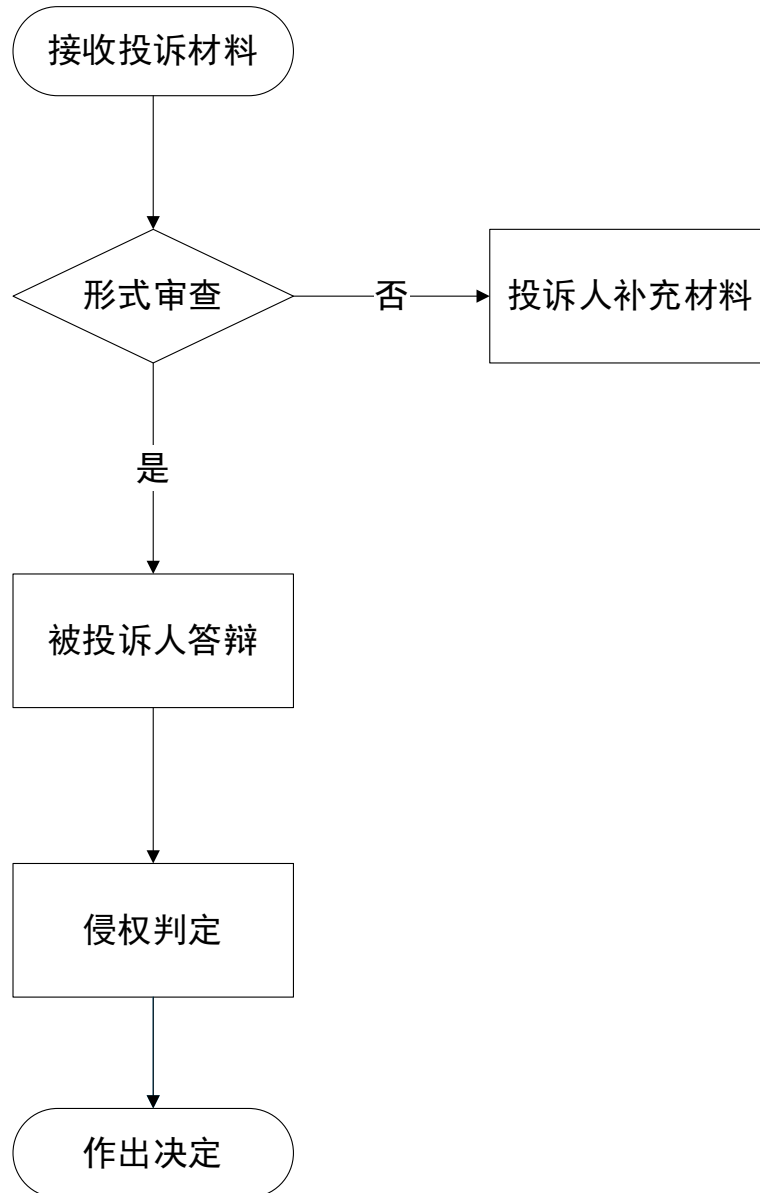 接收投诉材料
形式审查
否
投诉人补充材料
是
被投诉人答辩
侵权判定
作出决定